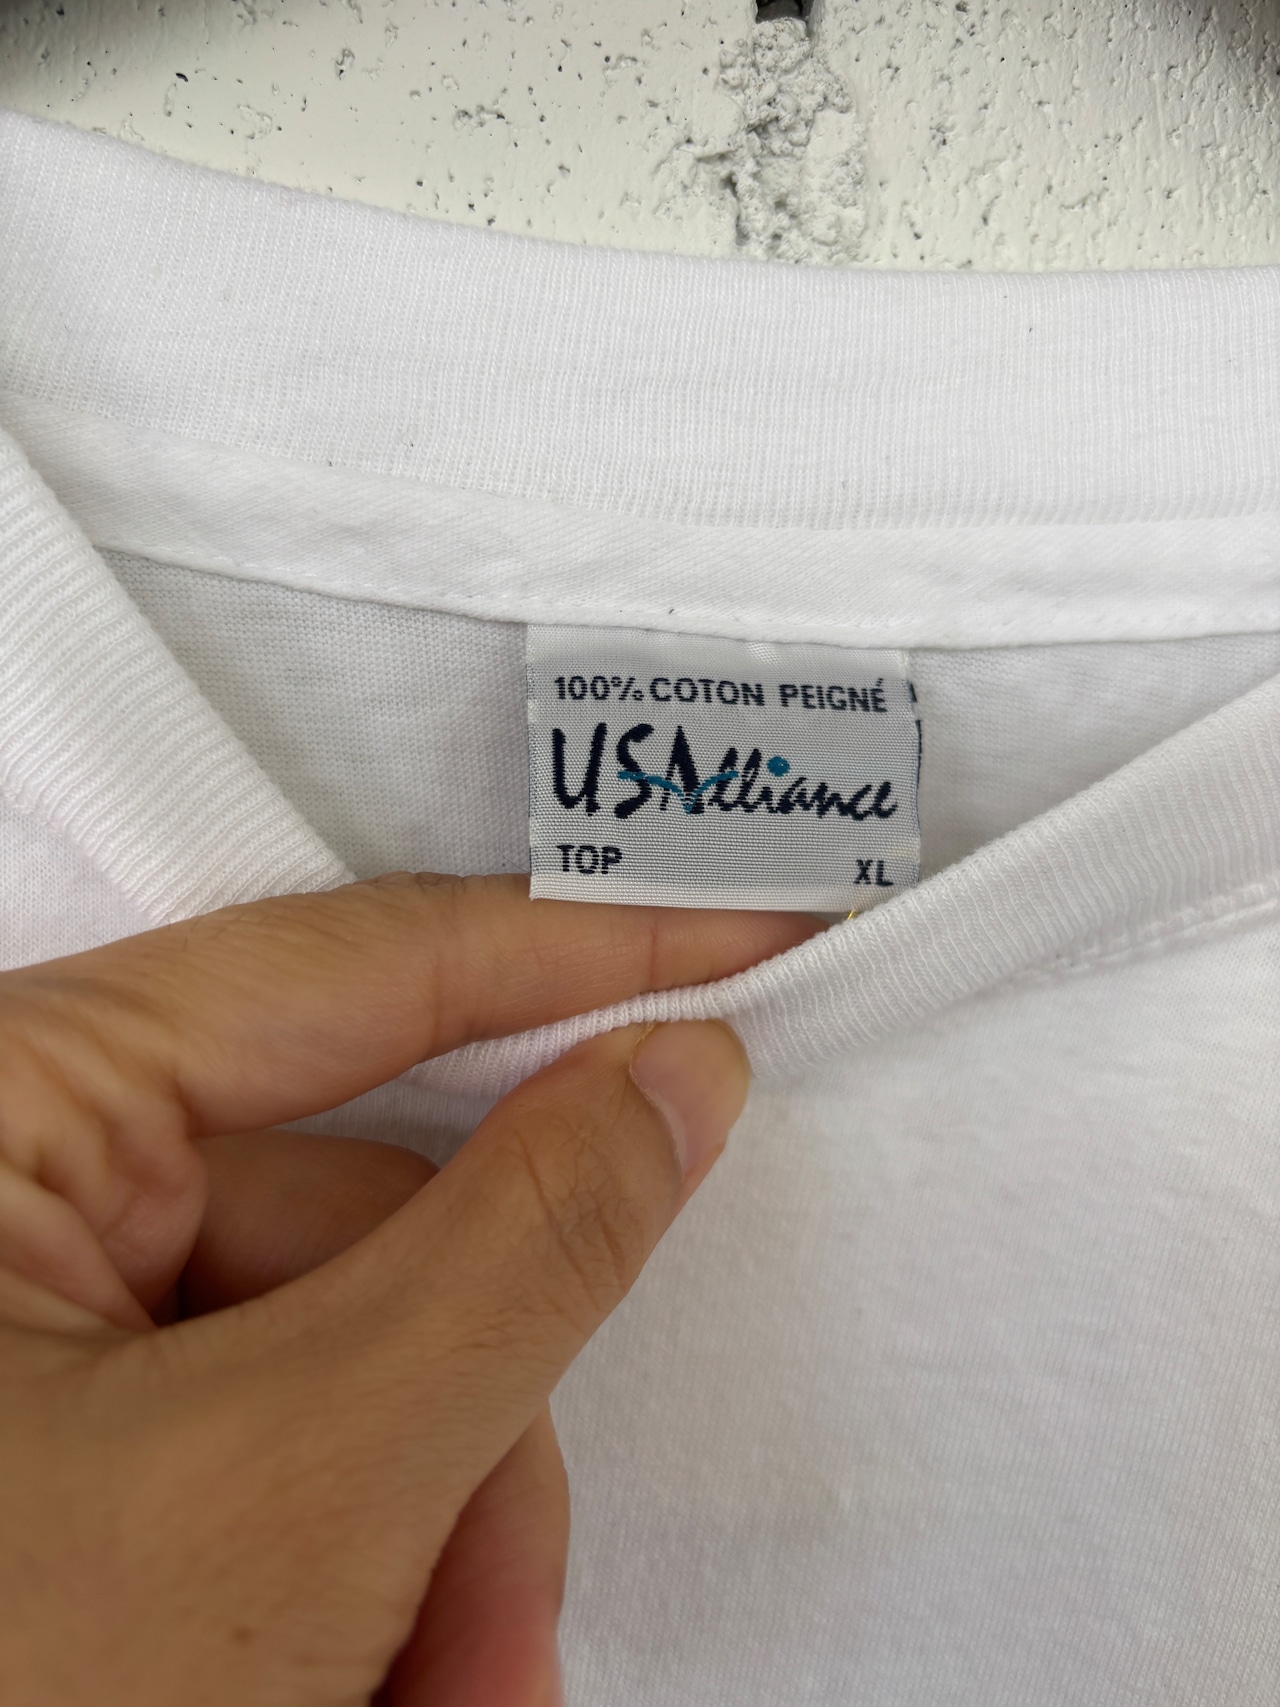 100% COTON PEIGNÉ
USAlliance
TOP XL